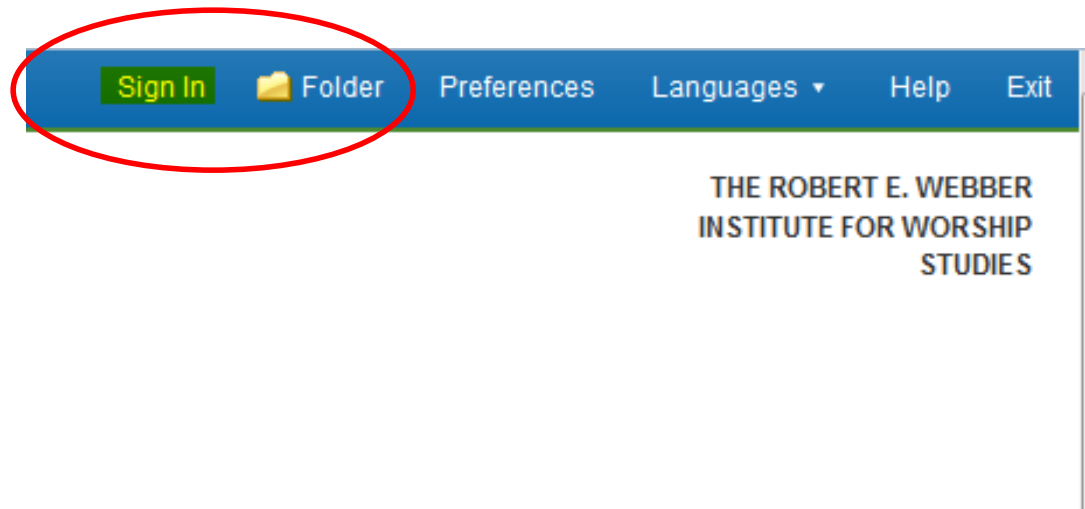 Sign In Folder Preferences Languages ▾ Help Exit
THE ROBERT E. WEBBER
INSTITUTE FOR WORSHIP
STUDIES